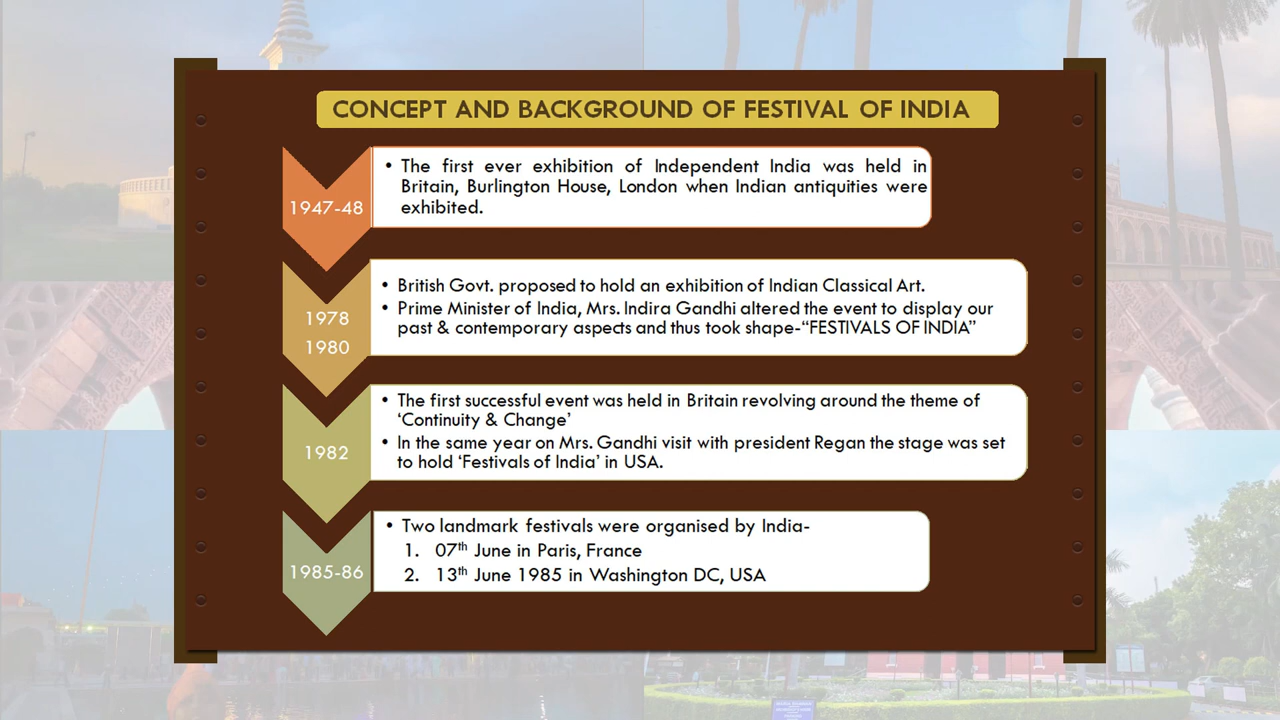 CONCEPT AND BACKGROUND OF FESTIVAL OF INDIA
1947-48
• The first ever exhibition of Independent India was held in
Britain, Burlington House, London when Indian antiquities were
exhibited.
1978
1980
• British Govt. proposed to hold an exhibition of Indian Classical Art.
• Prime Minister of India, Mrs. Indira Gandhi altered the event to display our
past & contemporary aspects and thus took shape-“FESTIVALS OF INDIA”
1982
• The first successful event was held in Britain revolving around the theme of
‘Continuity & Change’
• In the same year on Mrs. Gandhi visit with president Regan the stage was set
to hold ‘Festivals of India’ in USA.
1985-86
• Two landmark festivals were organised by India-
1. 07th June in Paris, France
2. 13th June 1985 in Washington DC, USA